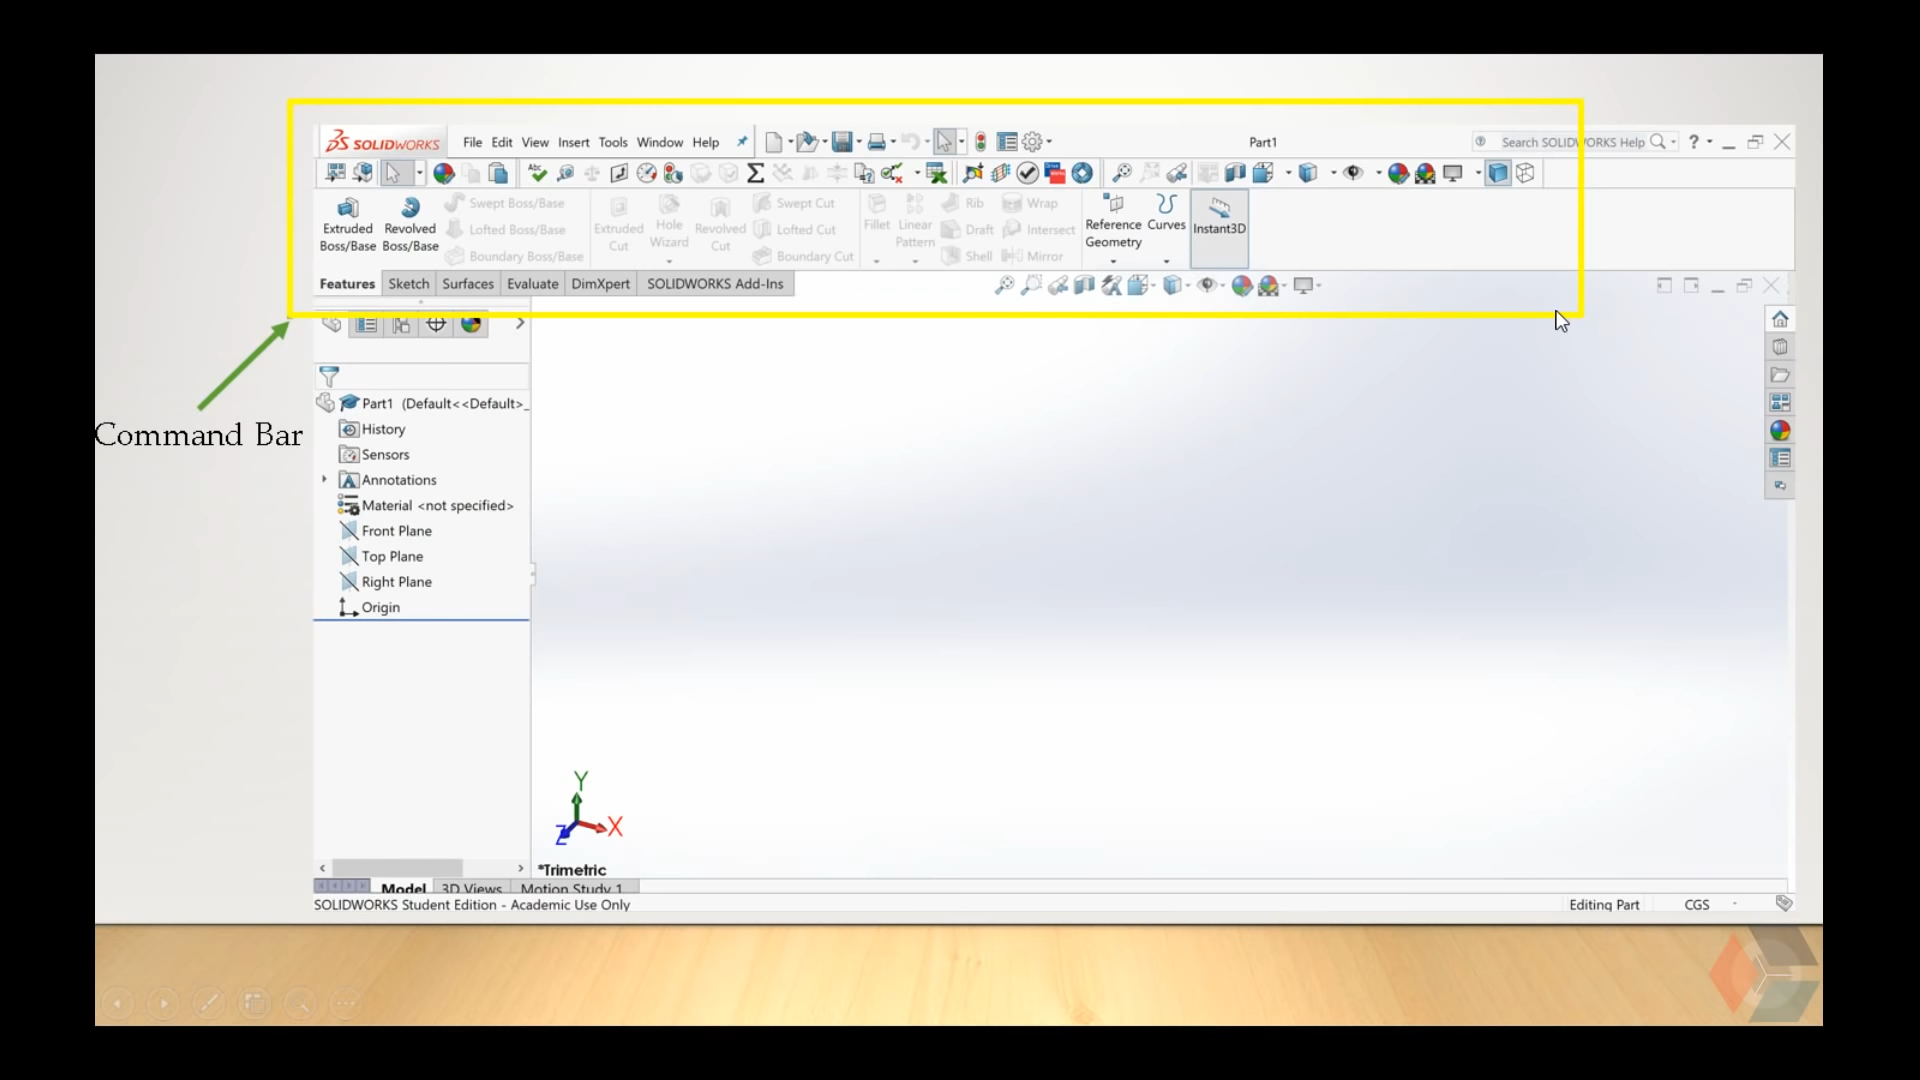 SOLIDWORKS File Edit View Insert Tools Window Help Part1 Search SOLIDWORKS Help ?
Extruded Boss/Base
Revolved Boss/Base
Swept Boss/Base
Lofted Boss/Base
Boundary Boss/Base
Extruded Cut
Hole Wizard
Revolved Cut
Swept Cut
Lofted Cut
Boundary Cut
Fillet
Linear Pattern
Rib
Draft
Shell
Wrap
Intersect
Mirror
Reference Geometry
Curves
Instant3D
Features Sketch Surfaces Evaluate DimXpert SOLIDWORKS Add-Ins
Command Bar
Part1 (Default<<Default>_
History
Sensors
Annotations
Material <not specified>
Front Plane
Top Plane
Right Plane
Origin
Y
X
Z
*Trimetric
Model 3D Views Motion Study 1
SOLIDWORKS Student Edition - Academic Use Only Editing Part CGS -